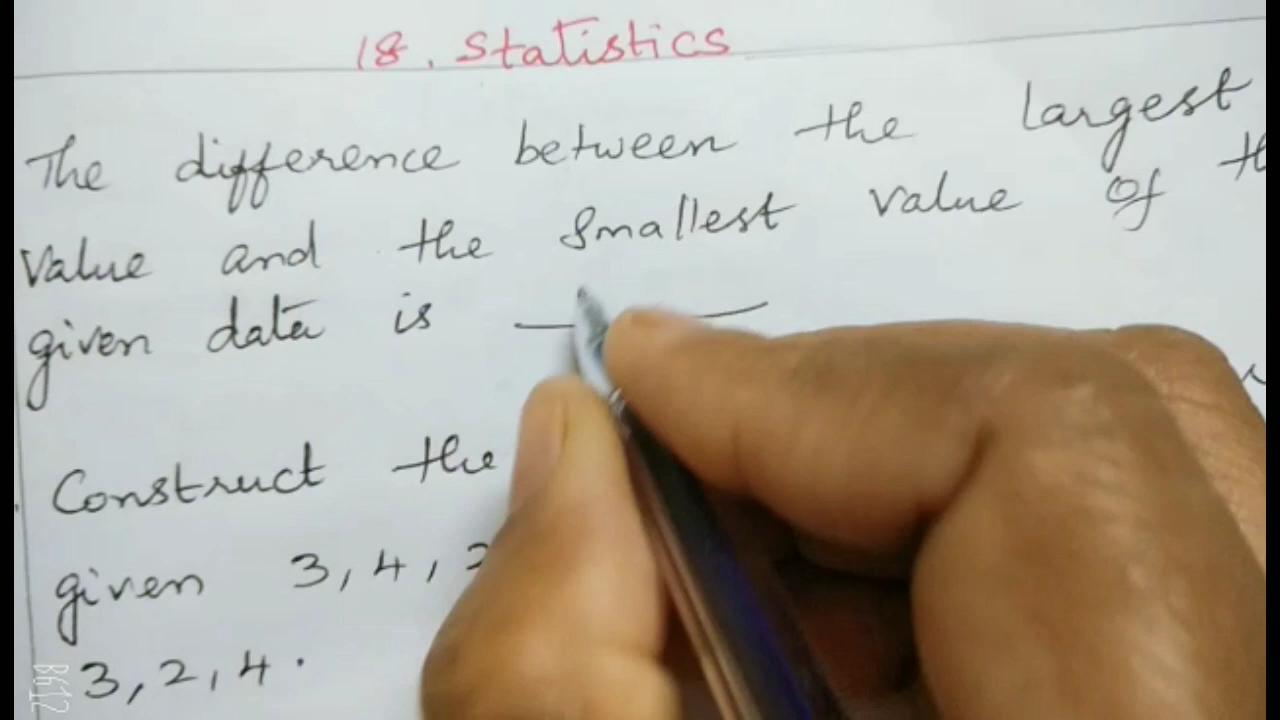 18. Statistics
The difference between the largest
value and the smallest value of
given data is
Construct the
given 3, 4,
3, 2, 4.
B612